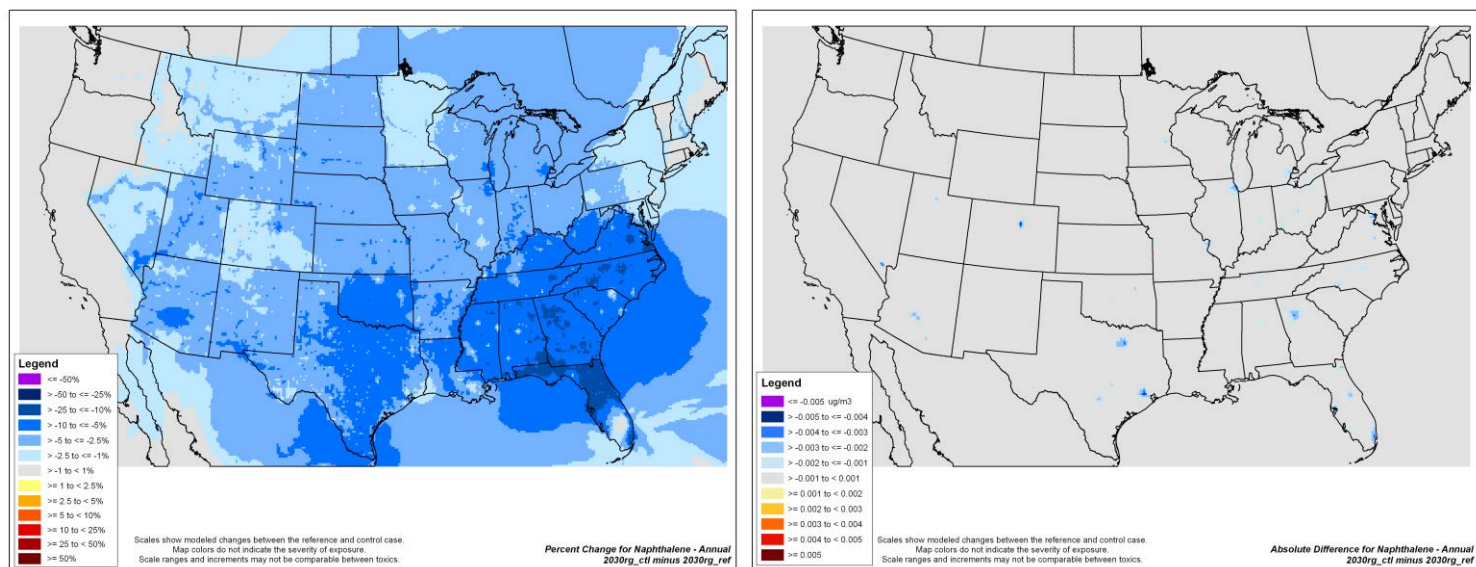 Legend
<= -50%
> -50 to <= -25%
> -25 to <= -10%
> -10 to <= -5%
> -5 to <= -2.5%
> -2.5 to <= -1%
> -1 to < 1%
>= 1 to < 2.5%
>= 2.5 to < 5%
>= 5 to < 10%
>= 10 to < 25%
>= 25 to < 50%
>= 50%
Scales show modeled changes between the reference and control case.
Map colors do not indicate the severity of exposure.
Scale ranges and increments may not be comparable between toxics.
Percent Change for Naphthalene - Annual
2030rg_ctl minus 2030rg_ref
Legend
<= -0.005 ug/m3
> -0.005 to <= -0.004
> -0.004 to <= -0.003
> -0.003 to <= -0.002
> -0.002 to <= -0.001
> -0.001 to < 0.001
>= 0.001 to < 0.002
>= 0.002 to < 0.003
>= 0.003 to < 0.004
>= 0.004 to < 0.005
>= 0.005
Scales show modeled changes between the reference and control case.
Map colors do not indicate the severity of exposure.
Scale ranges and increments may not be comparable between toxics.
Absolute Difference for Naphthalene - Annual
2030rg_ctl minus 2030rg_ref